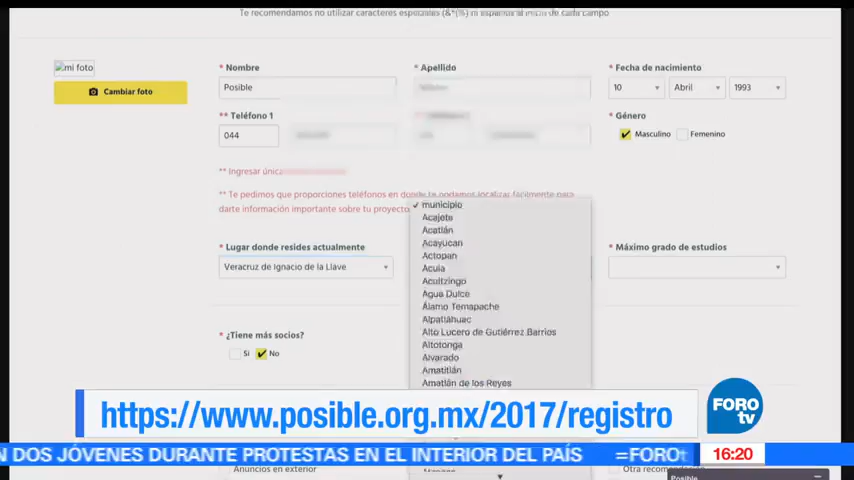 Te recomendamos no utilizar caracteres especiales (&*(%) ni espamos al inicio de cada campo
mi foto
Cambiar foto
* Nombre
* Apellido
* Fecha de nacimiento
Posible
10
Abril
1993
** Teléfono 1
* Género
044
Masculino
Femenino
** Ingresar única
** Te pedimos que proporciones teléfonos en donde te podamos localizar fácilmente para
darte información importante sobre tu proyecto
municipio
Acajete
Acatlán
Acayucan
Actopan
Acula
Acultzingo
Agua Dulce
Álamo Temapache
Alpatláhuac
Alto Lucero de Gutiérrez Barrios
Altotonga
Alvarado
Amatitlán
Amatlán de los Reyes
* Lugar donde resides actualmente
* Máximo grado de estudios
Veracruz de Ignacio de la Llave
* ¿Tiene más socios?
Si
No
https://www.posible.org.mx/2017/registro
FORO
tv
N DOS JÓVENES DURANTE PROTESTAS EN EL INTERIOR DEL PAÍS
=FORO
16:20
Anuncios en exterior
Otra
Posible